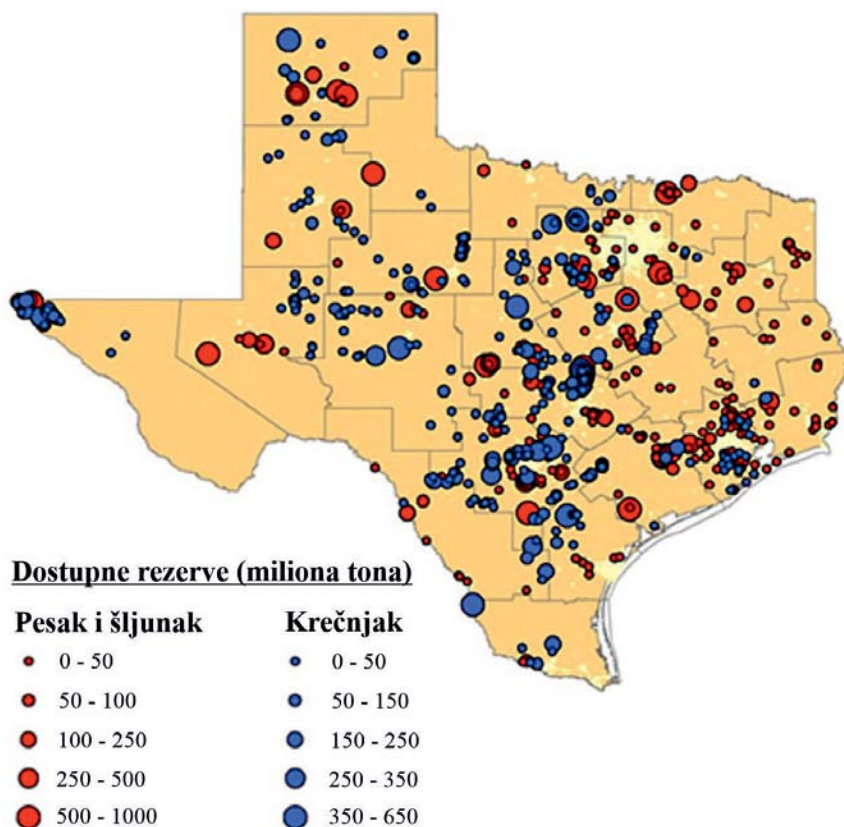 Dostupne rezerve (miliona tona)
Pesak i šljunak
0 - 50
50 - 100
100 - 250
250 - 500
500 - 1000
Krečnjak
0 - 50
50 - 150
150 - 250
250 - 350
350 - 650